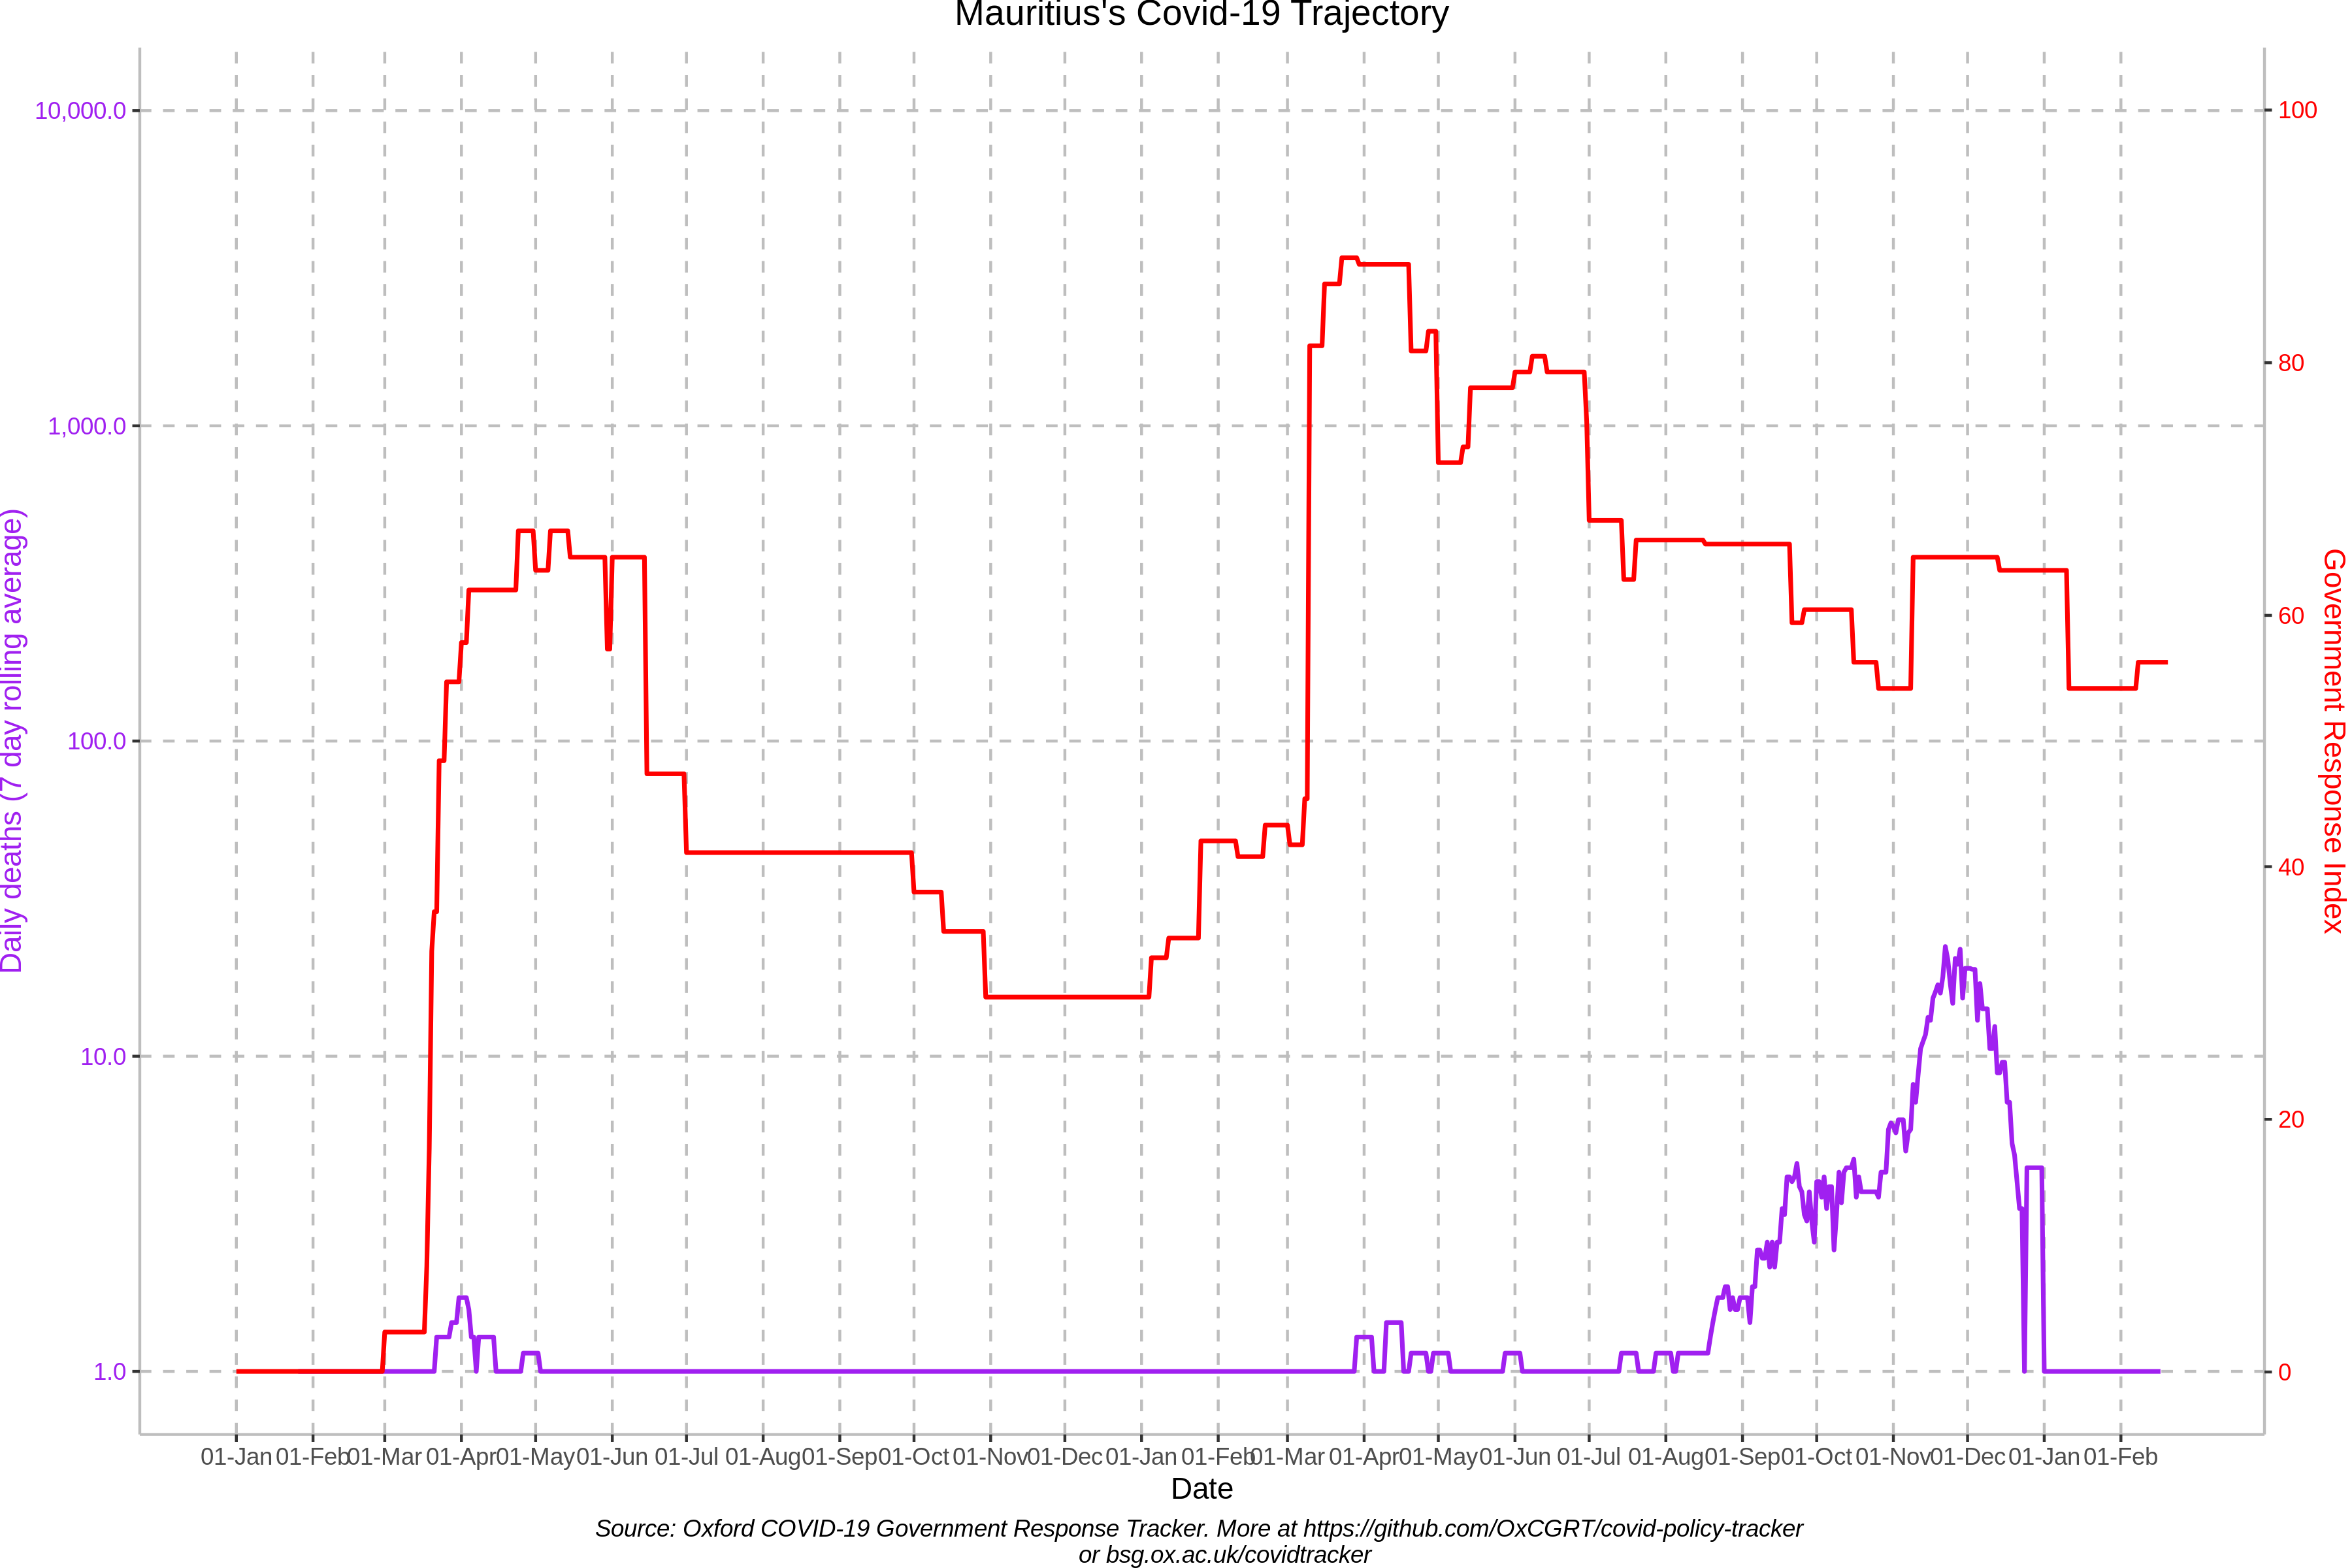 Mauritius's Covid-19 Trajectory
10,000.0
1,000.0
100.0
10.0
1.0
Daily deaths (7 day rolling average)
100
80
60
40
20
0
Government Response Index
01-Jan 01-Feb 01-Mar 01-Apr 01-May 01-Jun 01-Jul 01-Aug 01-Sep 01-Oct 01-Nov 01-Dec 01-Jan 01-Feb 01-Mar 01-Apr 01-May 01-Jun 01-Jul 01-Aug 01-Sep 01-Oct 01-Nov 01-Dec 01-Jan 01-Feb
Date
Source: Oxford COVID-19 Government Response Tracker. More at https://github.com/OxCGRT/covid-policy-tracker
or bsg.ox.ac.uk/covidtracker